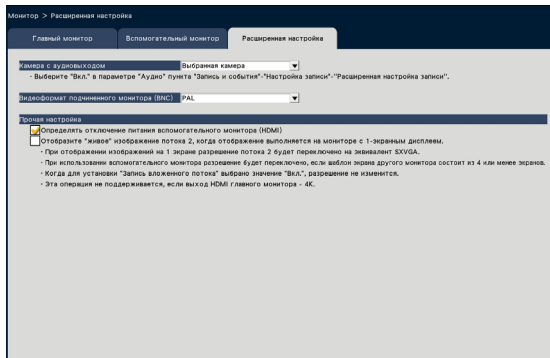 Монитор > Расширенная настройка
Главный монитор Вспомогательный монитор Расширенная настройка
Камера с аудиовыходом Выбранная камера
- Выберите "Вкл." в параметре "Аудио" пункта "Запись и события"-"Настройка записи"-"Расширенная настройка записи".
Видеоформат подчиненного монитора (BNC) PAL
Прочая настройка
Определять отключение питания вспомогательного монитора (HDMI)
Отобразите "живое" изображение потока 2, когда отображение выполняется на мониторе с 1-экранным дисплеем.
· При отображении изображений на 1 экране разрешение потока 2 будет переключено на эквивалент SXVGA.
· При использовании вспомогательного монитора разрешение будет переключено, если шаблон экрана другого монитора состоит из 4 или менее экранов.
· Когда для установки "Запись вложенного потока" выбрано значение "Вкл.", разрешение не изменится.
· Эта операция не поддерживается, если выход HDMI главного монитора - 4K.